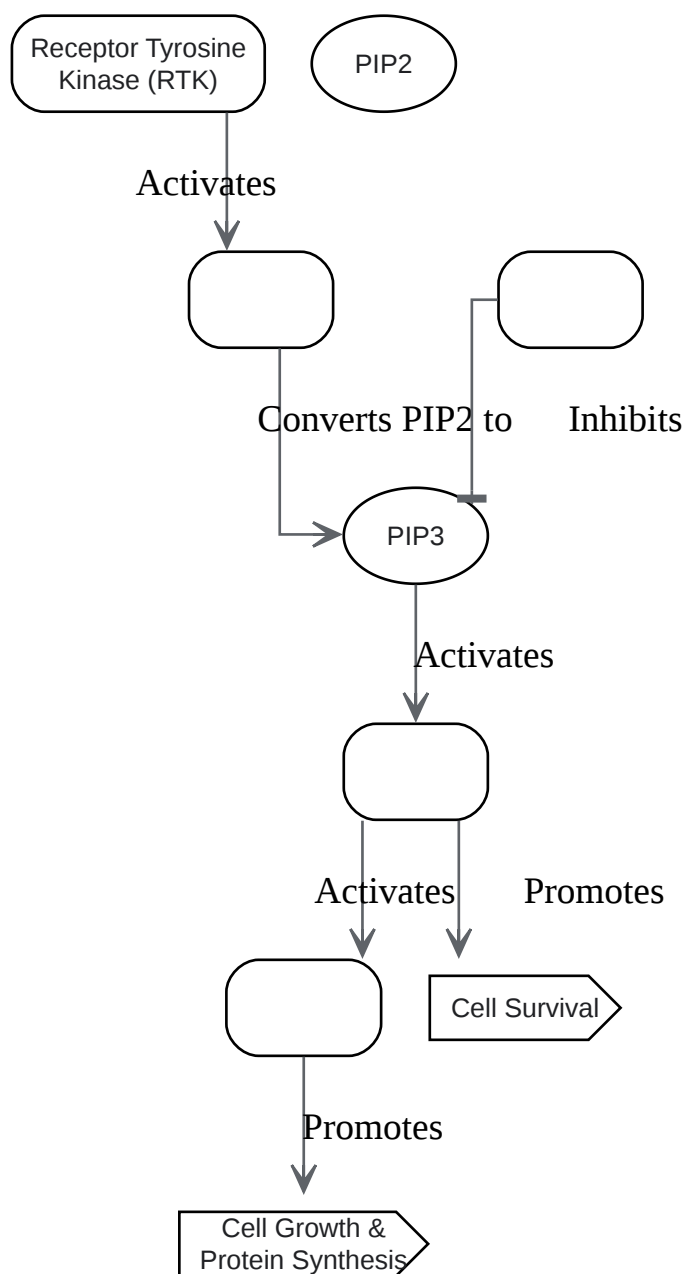 Receptor Tyrosine
Kinase (RTK)
PIP2
Activates
Converts PIP2 to
Inhibits
PIP3
Activates
Activates
Promotes
Cell Survival
Promotes
Cell Growth &
Protein Synthesis